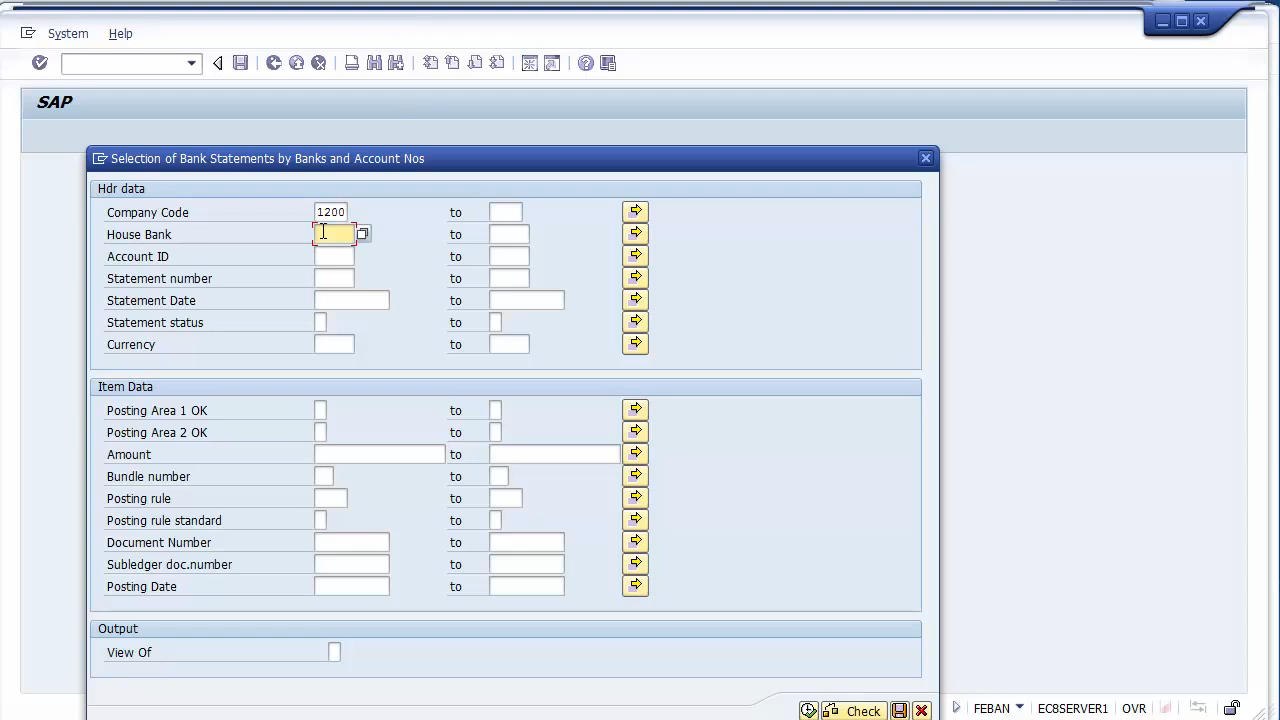 System Help
SAP
Selection of Bank Statements by Banks and Account Nos
Hdr data
Company Code 1200 to
House Bank to
Account ID to
Statement number to
Statement Date to
Statement status to
Currency to
Item Data
Posting Area 1 OK to
Posting Area 2 OK to
Amount to
Bundle number to
Posting rule to
Posting rule standard to
Document Number to
Subledger doc.number to
Posting Date to
Output
View Of
Check
FEBAN EC8SERVER1 OVR